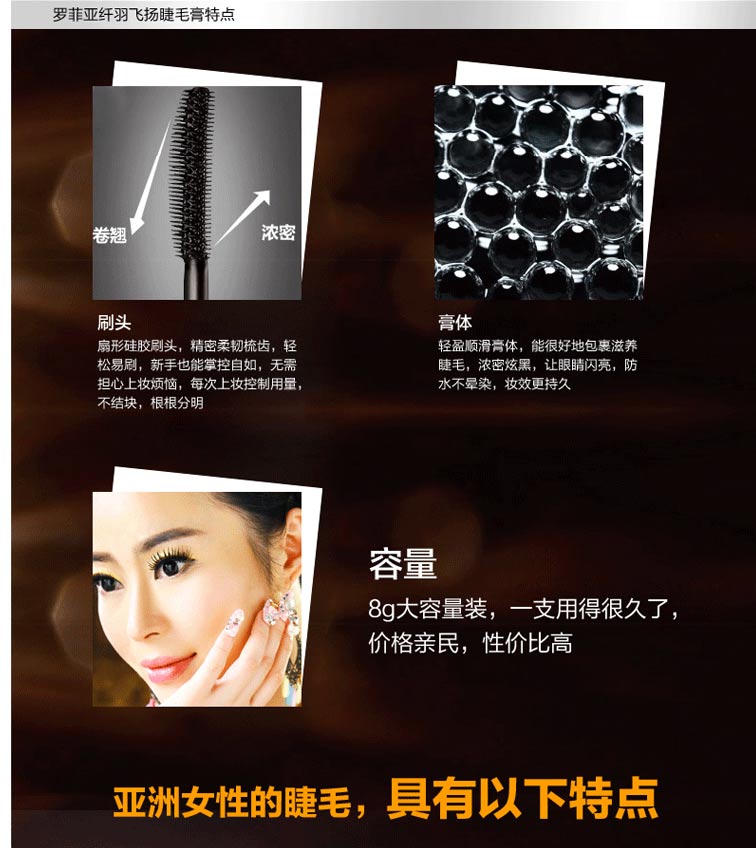 罗菲亚纤羽飞扬睫毛膏特点
卷翘
浓密
刷头
扇形硅胶刷头，精密柔韧梳齿，轻
松易刷，新手也能掌控自如，无需
担心上妆烦恼，每次上妆控制用量，
不结块，根根分明
膏体
轻盈顺滑膏体，能很好地包裹滋养
睫毛，浓密炫黑，让眼睛闪亮，防
水不晕染，妆效更持久
容量
8g大容量装，一支用得很久了，
价格亲民，性价比高
亚洲女性的睫毛，具有以下特点